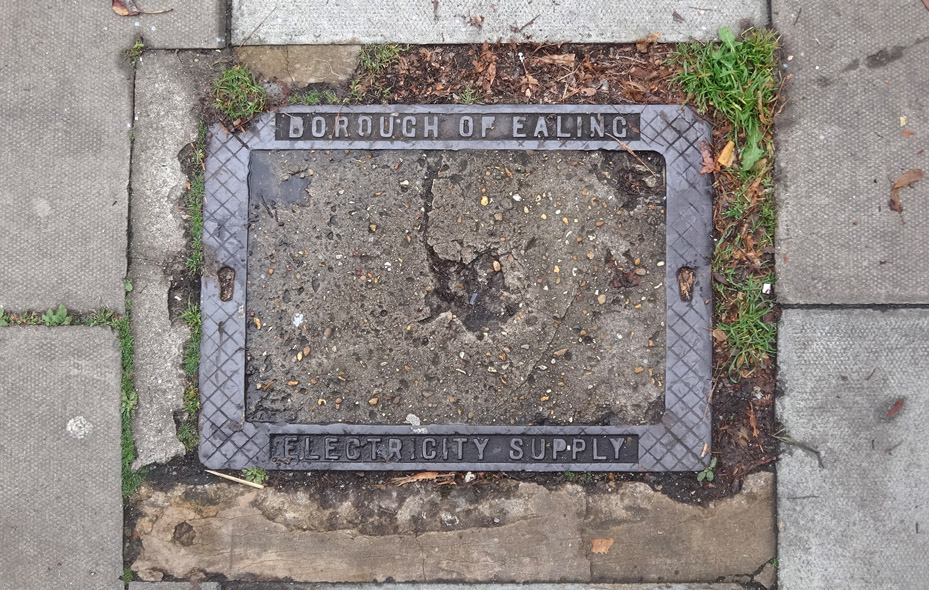 BOROUGH OF EALING
ELECTRICITY SUPPLY